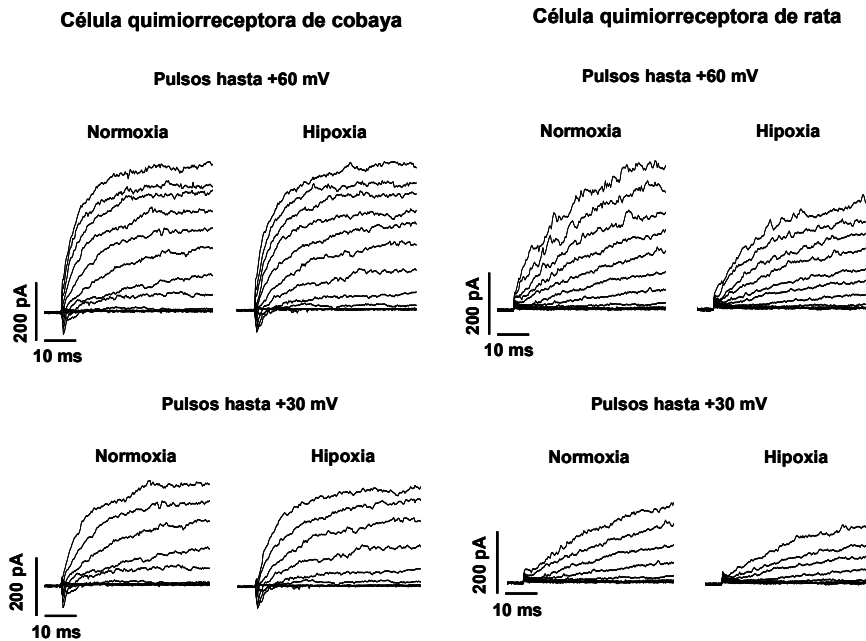 Célula quimiorreceptora de cobaya
Pulsos hasta +60 mV
Normoxia
Hipoxia
200 pA
10 ms
Pulsos hasta +30 mV
Normoxia
Hipoxia
200 pA
10 ms
Célula quimiorreceptora de rata
Pulsos hasta +60 mV
Normoxia
Hipoxia
200 pA
10 ms
Pulsos hasta +30 mV
Normoxia
Hipoxia
200 pA
10 ms